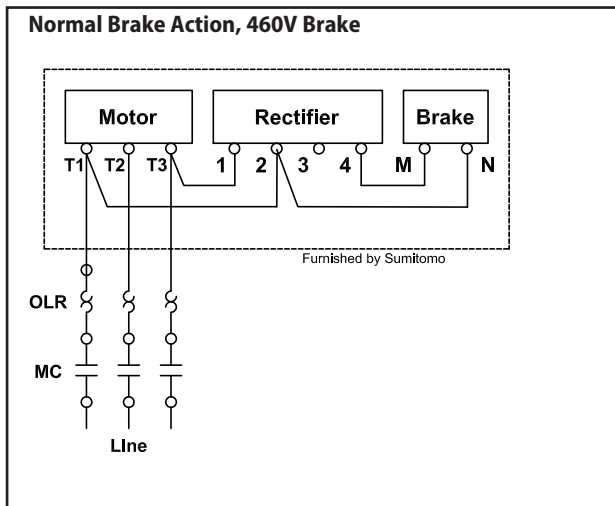 Normal Brake Action, 460V Brake
Motor Rectifier Brake
T1 T2 T3 1 2 3 4 M N
Furnished by Sumitomo
OLR
MC
LIne